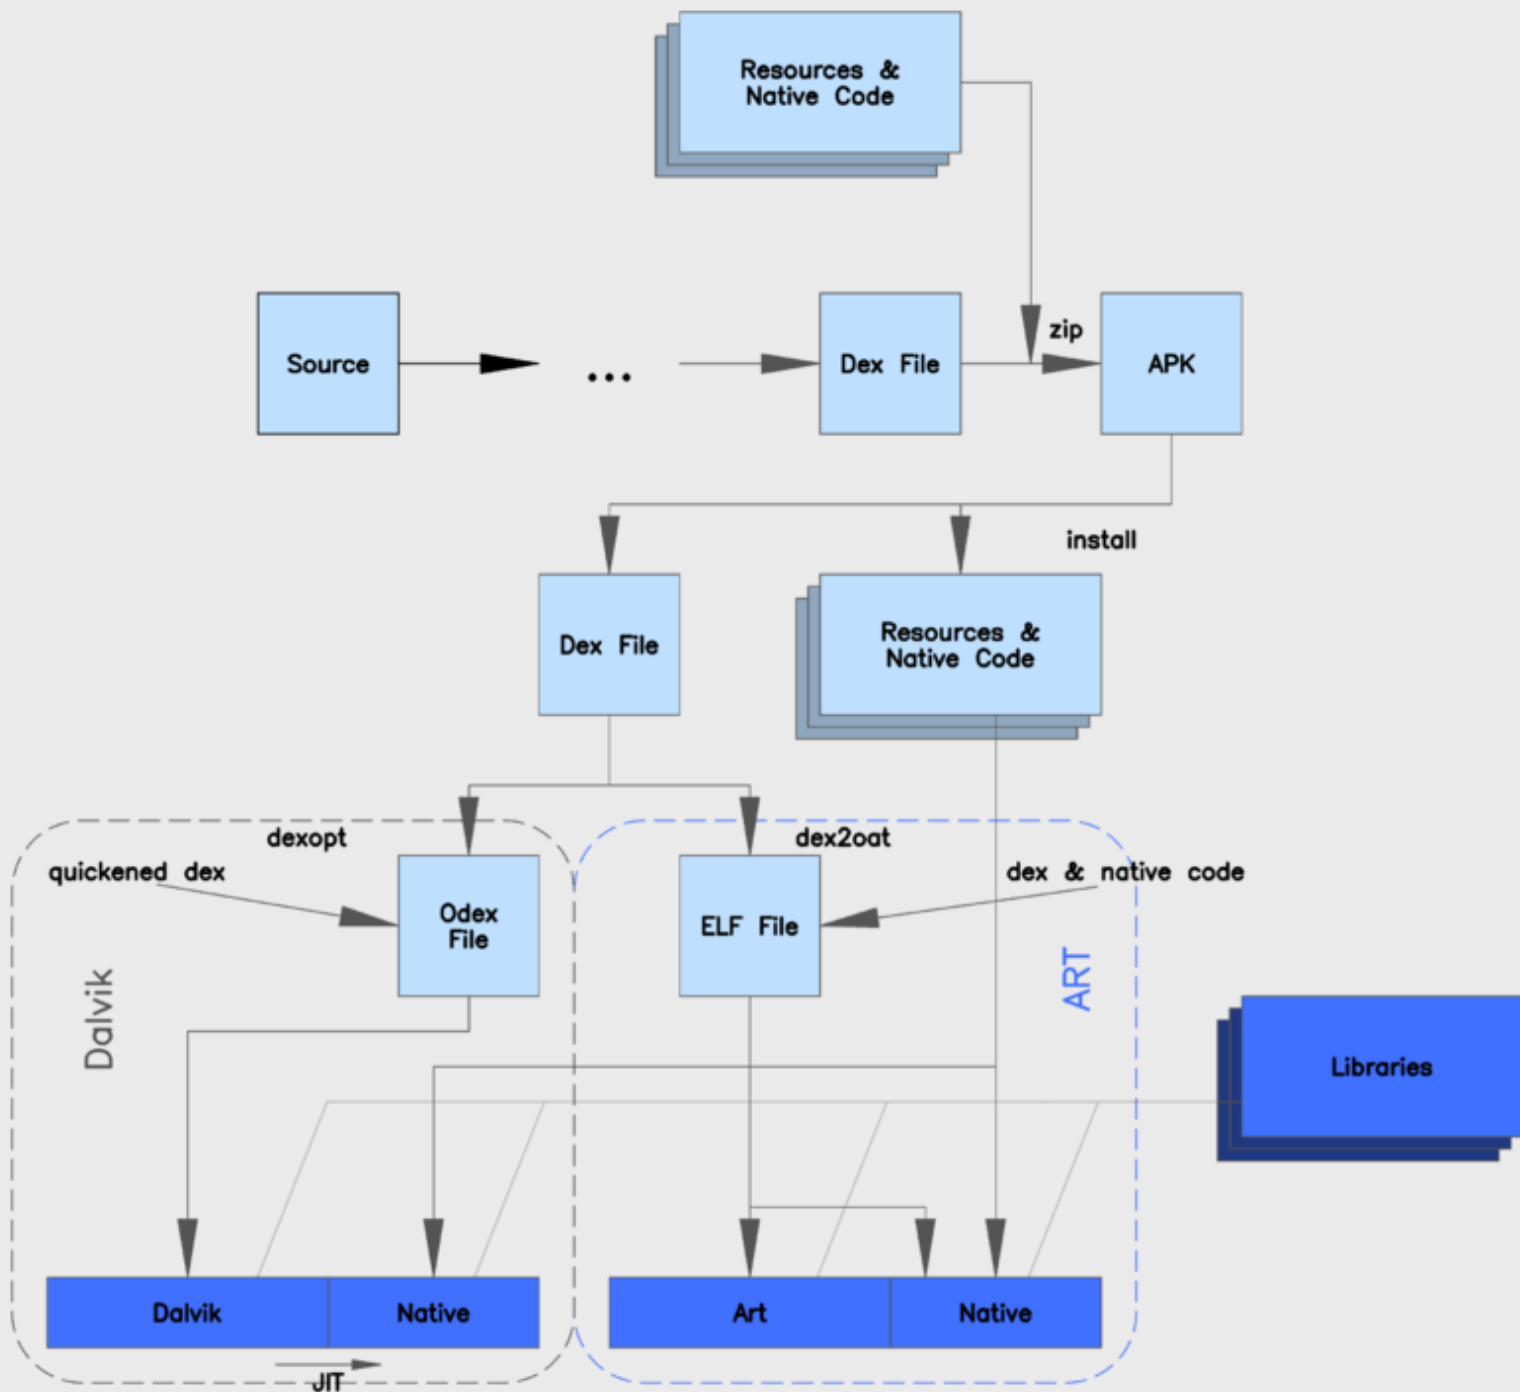 Resources &
Native Code
Source
...
Dex File
zip
APK
install
Dex File
Resources &
Native Code
dexopt
dex2oat
quickened dex
dex & native code
Odex
File
ELF File
Dalvik
ART
Libraries
Dalvik
Native
Art
Native
JIT